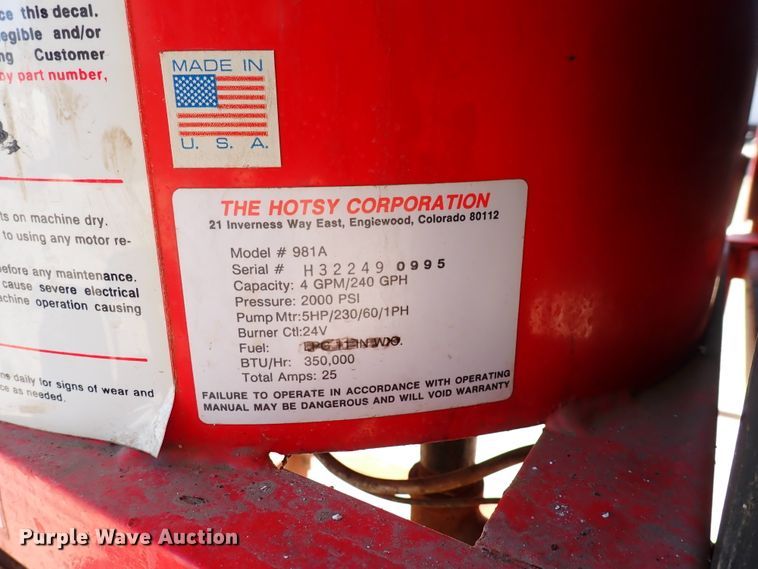 ce this decal.
egible and/or
ng Customer
by part number,
ts on machine dry.
to using any motor re-
before any maintenance.
cause severe electrical
achine operation causing
ns daily for signs of wear and
ce as needed.
MADE IN
U. S. A.
THE HOTSY CORPORATION
21 Inverness Way East, Englewood, Colorado 80112
Model # 981A
Serial # H32249 0995
Capacity: 4 GPM/240 GPH
Pressure: 2000 PSI
Pump Mtr:5HP/230/60/1PH
Burner Ctl:24V
Fuel:
BTU/Hr: 350,000
Total Amps: 25
FAILURE TO OPERATE IN ACCORDANCE WITH OPERATING
MANUAL MAY BE DANGEROUS AND WILL VOID WARRANTY
Purple Wave Auction